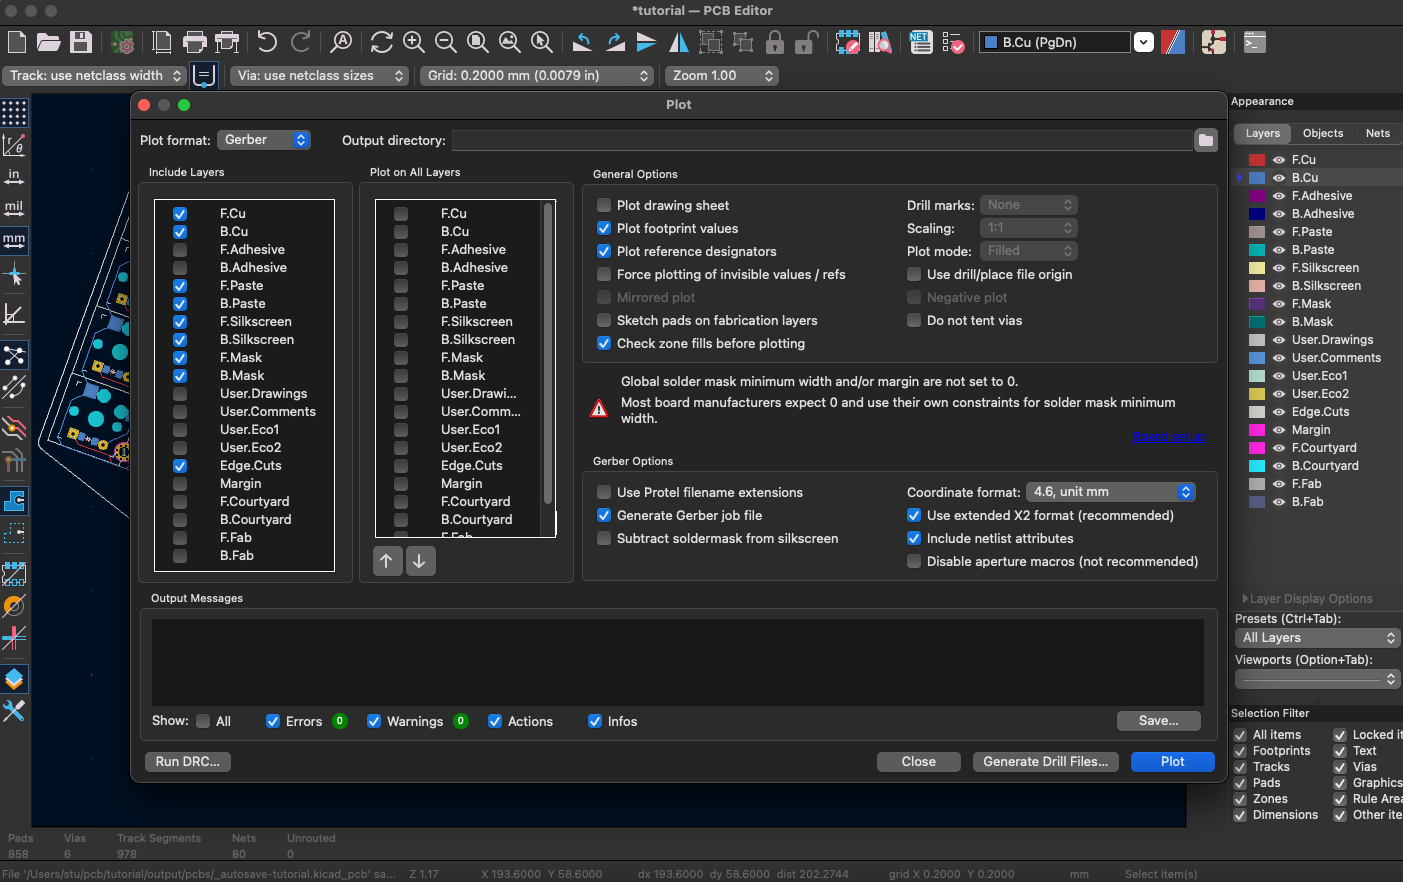 *tutorial — PCB Editor
NET
B.Cu (PgDn)
Track: use netclass width
Via: use netclass sizes
Grid: 0.2000 mm (0.0079 in)
Zoom 1.00
in
mil
mm
Plot
Plot format:
Gerber
Output directory:
Include Layers
F.Cu
B.Cu
F.Adhesive
B.Adhesive
F.Paste
B.Paste
F.Silkscreen
B.Silkscreen
F.Mask
B.Mask
User.Drawings
User.Comments
User.Eco1
User.Eco2
Edge.Cuts
Margin
F.Courtyard
B.Courtyard
F.Fab
B.Fab
Plot on All Layers
F.Cu
B.Cu
F.Adhesive
B.Adhesive
F.Paste
B.Paste
F.Silkscreen
B.Silkscreen
F.Mask
B.Mask
User.Drawi...
User.Comm...
User.Eco1
User.Eco2
Edge.Cuts
Margin
F.Courtyard
B.Courtyard
F.Fab
General Options
Plot drawing sheet
Plot footprint values
Plot reference designators
Force plotting of invisible values / refs
Mirrored plot
Sketch pads on fabrication layers
Check zone fills before plotting
Drill marks:
None
Scaling:
1:1
Plot mode:
Filled
Use drill/place file origin
Negative plot
Do not tent vias
Global solder mask minimum width and/or margin are not set to 0.
Most board manufacturers expect 0 and use their own constraints for solder mask minimum
width.
Board setup
Gerber Options
Use Protel filename extensions
Generate Gerber job file
Subtract soldermask from silkscreen
Coordinate format:
4.6, unit mm
Use extended X2 format (recommended)
Include netlist attributes
Disable aperture macros (not recommended)
Output Messages
Show:
All
Errors
0
Warnings
0
Actions
Infos
Save...
Run DRC...
Close
Generate Drill Files...
Plot
Appearance
Layers
Objects
Nets
F.Cu
B.Cu
F.Adhesive
B.Adhesive
F.Paste
B.Paste
F.Silkscreen
B.Silkscreen
F.Mask
B.Mask
User.Drawings
User.Comments
User.Eco1
User.Eco2
Edge.Cuts
Margin
F.Courtyard
B.Courtyard
F.Fab
B.Fab
Layer Display Options
Presets (Ctrl+Tab):
All Layers
Viewports (Option+Tab):
Selection Filter
All items
Locked it
Footprints
Text
Tracks
Vias
Pads
Graphics
Zones
Rule Area
Dimensions
Other ite
Pads
Vias
Track Segments
Nets
Unrouted
858
6
978
80
0
File '/Users/stu/pcb/tutorial/output/pcbs/_autosave-tutorial.kicad_pcb' sa...
Z 1.17
X 193.6000 Y 58.6000
dx 193.6000 dy 58.6000 dist 202.2744
grid X 0.2000 Y 0.2000
mm
Select item(s)